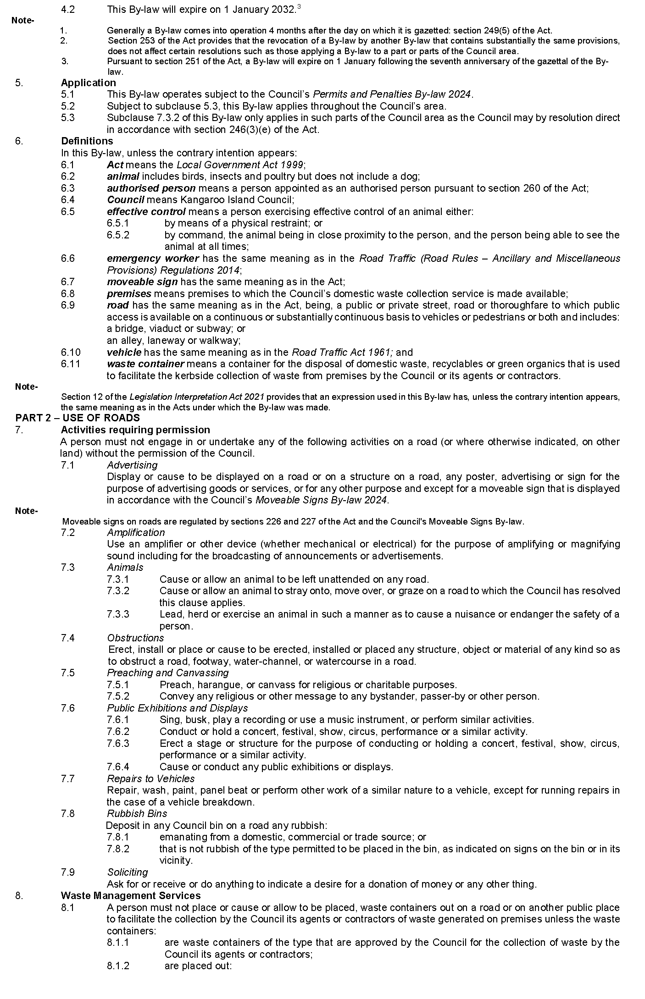 4.2 This By-law will expire on 1 January 2032.3
Note-
1. Generally a By-law comes into operation 4 months after the day on which it is gazetted: section 249(5) of the Act.
2. Section 253 of the Act provides that the revocation of a By-law by another By-law that contains substantially the same provisions,
does not affect certain resolutions such as those applying a By-law to a part or parts of the Council area.
3. Pursuant to section 251 of the Act, a By-law will expire on 1 January following the seventh anniversary of the gazettal of the By-
law.
5. Application
5.1 This By-law operates subject to the Council's Permits and Penalties By-law 2024.
5.2 Subject to subclause 5.3, this By-law applies throughout the Council's area.
5.3 Subclause 7.3.2 of this By-law only applies in such parts of the Council area as the Council may by resolution direct
in accordance with section 246(3)(e) of the Act.
6. Definitions
In this By-law, unless the contrary intention appears:
6.1 Act means the Local Government Act 1999;
6.2 animal includes birds, insects and poultry but does not include a dog;
6.3 authorised person means a person appointed as an authorised person pursuant to section 260 of the Act;
6.4 Council means Kangaroo Island Council;
6.5 effective control means a person exercising effective control of an animal either:
6.5.1 by means of a physical restraint; or
6.5.2 by command, the animal being in close proximity to the person, and the person being able to see the
animal at all times;
6.6 emergency worker has the same meaning as in the Road Traffic (Road Rules – Ancillary and Miscellaneous
Provisions) Regulations 2014;
6.7 moveable sign has the same meaning as in the Act;
6.8 premises means premises to which the Council's domestic waste collection service is made available;
6.9 road has the same meaning as in the Act, being, a public or private street, road or thoroughfare to which public
access is available on a continuous or substantially continuous basis to vehicles or pedestrians or both and includes:
a bridge, viaduct or subway; or
an alley, laneway or walkway;
6.10 vehicle has the same meaning as in the Road Traffic Act 1961; and
6.11 waste container means a container for the disposal of domestic waste, recyclables or green organics that is used
to facilitate the kerbside collection of waste from premises by the Council or its agents or contractors.
Note-
Section 12 of the Legislation Interpretation Act 2021 provides that an expression used in this By-law has, unless the contrary intention appears,
the same meaning as in the Acts under which the By-law was made.
PART 2 – USE OF ROADS
7. Activities requiring permission
A person must not engage in or undertake any of the following activities on a road (or where otherwise indicated, on other
land) without the permission of the Council.
7.1 Advertising
Display or cause to be displayed on a road or on a structure on a road, any poster, advertising or sign for the
purpose of advertising goods or services, or for any other purpose and except for a moveable sign that is displayed
in accordance with the Council's Moveable Signs By-law 2024.
Note-
Moveable signs on roads are regulated by sections 226 and 227 of the Act and the Council's Moveable Signs By-law.
7.2 Amplification
Use an amplifier or other device (whether mechanical or electrical) for the purpose of amplifying or magnifying
sound including for the broadcasting of announcements or advertisements.
7.3 Animals
7.3.1 Cause or allow an animal to be left unattended on any road.
7.3.2 Cause or allow an animal to stray onto, move over, or graze on a road to which the Council has resolved
this clause applies.
7.3.3 Lead, herd or exercise an animal in such a manner as to cause a nuisance or endanger the safety of a
person.
7.4 Obstructions
Erect, install or place or cause to be erected, installed or placed any structure, object or material of any kind so as
to obstruct a road, footway, water-channel, or watercourse in a road.
7.5 Preaching and Canvassing
7.5.1 Preach, harangue, or canvass for religious or charitable purposes.
7.5.2 Convey any religious or other message to any bystander, passer-by or other person.
7.6 Public Exhibitions and Displays
7.6.1 Sing, busk, play a recording or use a music instrument, or perform similar activities.
7.6.2 Conduct or hold a concert, festival, show, circus, performance or a similar activity.
7.6.3 Erect a stage or structure for the purpose of conducting or holding a concert, festival, show, circus,
performance or a similar activity.
7.6.4 Cause or conduct any public exhibitions or displays.
7.7 Repairs to Vehicles
Repair, wash, paint, panel beat or perform other work of a similar nature to a vehicle, except for running repairs in
the case of a vehicle breakdown.
7.8 Rubbish Bins
Deposit in any Council bin on a road any rubbish:
7.8.1 emanating from a domestic, commercial or trade source; or
7.8.2 that is not rubbish of the type permitted to be placed in the bin, as indicated on signs on the bin or in its
vicinity.
7.9 Soliciting
Ask for or receive or do anything to indicate a desire for a donation of money or any other thing.
8. Waste Management Services
8.1 A person must not place or cause or allow to be placed, waste containers out on a road or on another public place
to facilitate the collection by the Council its agents or contractors of waste generated on premises unless the waste
containers:
8.1.1 are waste containers of the type that are approved by the Council for the collection of waste by the
Council its agents or contractors;
8.1.2 are placed out: